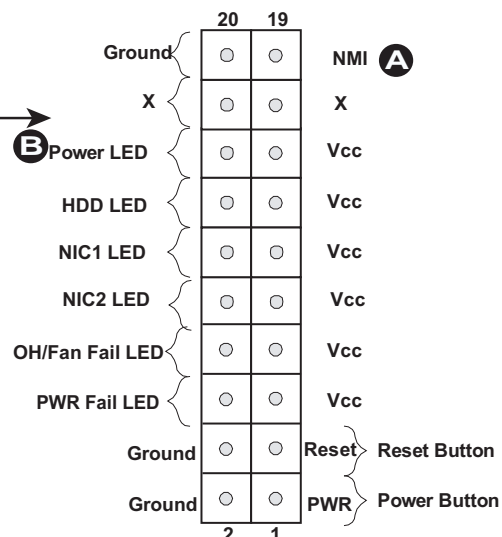 20 19
Ground NMI A
X X
B Power LED Vcc
HDD LED Vcc
NIC1 LED Vcc
NIC2 LED Vcc
OH/Fan Fail LED Vcc
PWR Fail LED Vcc
Ground Reset Reset Button
Ground PWR Power Button
2 1